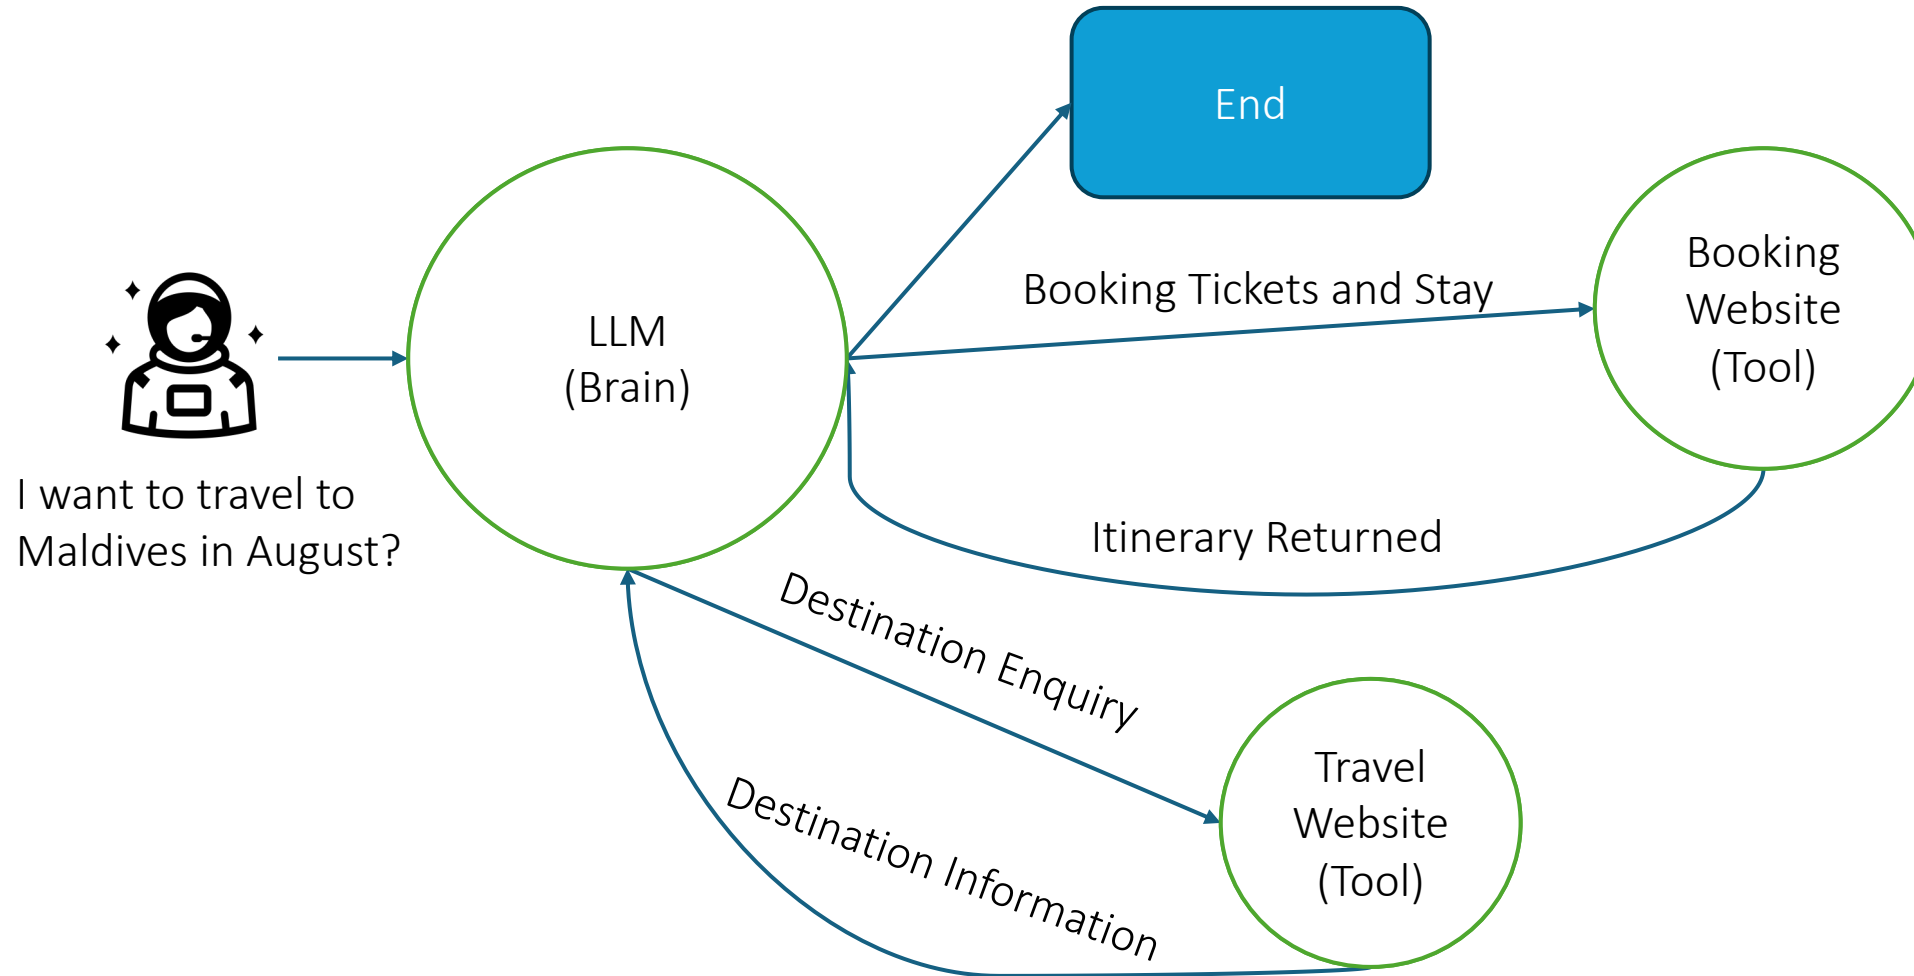 End
Booking Tickets and Stay
Booking
Website
(Tool)
LLM
(Brain)
I want to travel to
Maldives in August?
Itinerary Returned
Destination Enquiry
Destination Information
Travel
Website
(Tool)